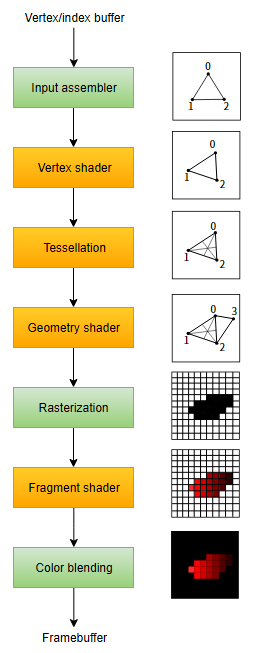 Vertex/index buffer
Input assembler
0
1
2
Vertex shader
0
1
2
Tessellation
0
1
2
Geometry shader
0
3
1
2
Rasterization
Fragment shader
Color blending
Framebuffer